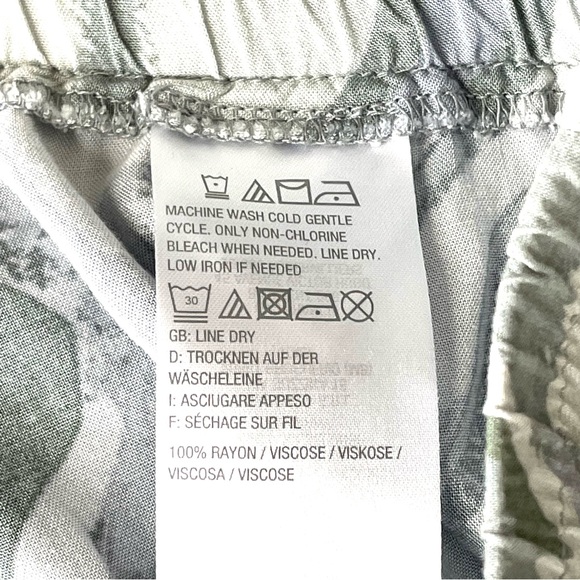 MACHINE WASH COLD GENTLE
CYCLE. ONLY NON-CHLORINE
BLEACH WHEN NEEDED. LINE DRY.
LOW IRON IF NEEDED
30
GB: LINE DRY
D: TROCKNEN AUF DER
WÄSCHELEINE
I: ASCIUGARE APPESO
F: SÉCHAGE SUR FIL
100% RAYON / VISCOSE / VISKOSE /
VISCOSA / VISCOSE